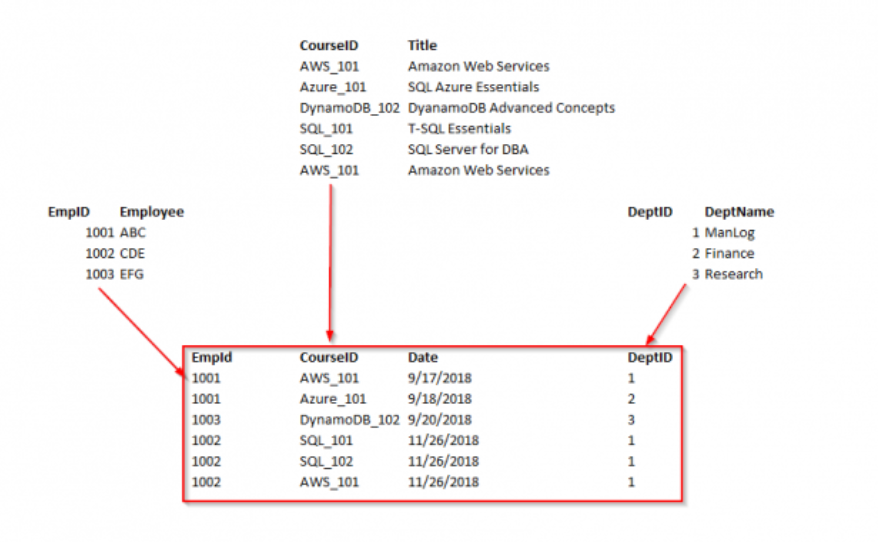 CourseID Title
AWS_101 Amazon Web Services
Azure_101 SQL Azure Essentials
DynamoDB_102 DyanamoDB Advanced Concepts
SQL_101 T-SQL Essentials
SQL_102 SQL Server for DBA
AWS_101 Amazon Web Services
EmpID Employee
1001 ABC
1002 CDE
1003 EFG
DeptID DeptName
1 ManLog
2 Finance
3 Research
EmpId CourseID Date DeptID
1001 AWS_101 9/17/2018 1
1001 Azure_101 9/18/2018 2
1003 DynamoDB_102 9/20/2018 3
1002 SQL_101 11/26/2018 1
1002 SQL_102 11/26/2018 1
1002 AWS_101 11/26/2018 1